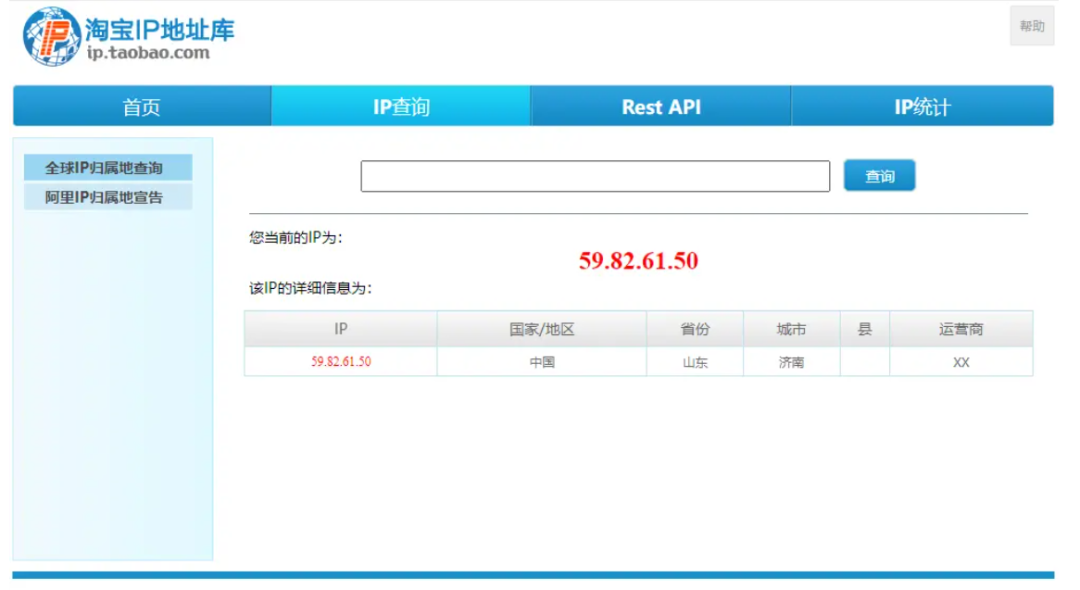 淘宝IP地址库
ip.taobao.com
帮助
首页 IP查询 Rest API IP统计
全球IP归属地查询
阿里IP归属地宣告
查询
您当前的IP为：
59.82.61.50
该IP的详细信息为：
IP 国家/地区 省份 城市 县 运营商
59.82.61.50 中国 山东 济南 XX